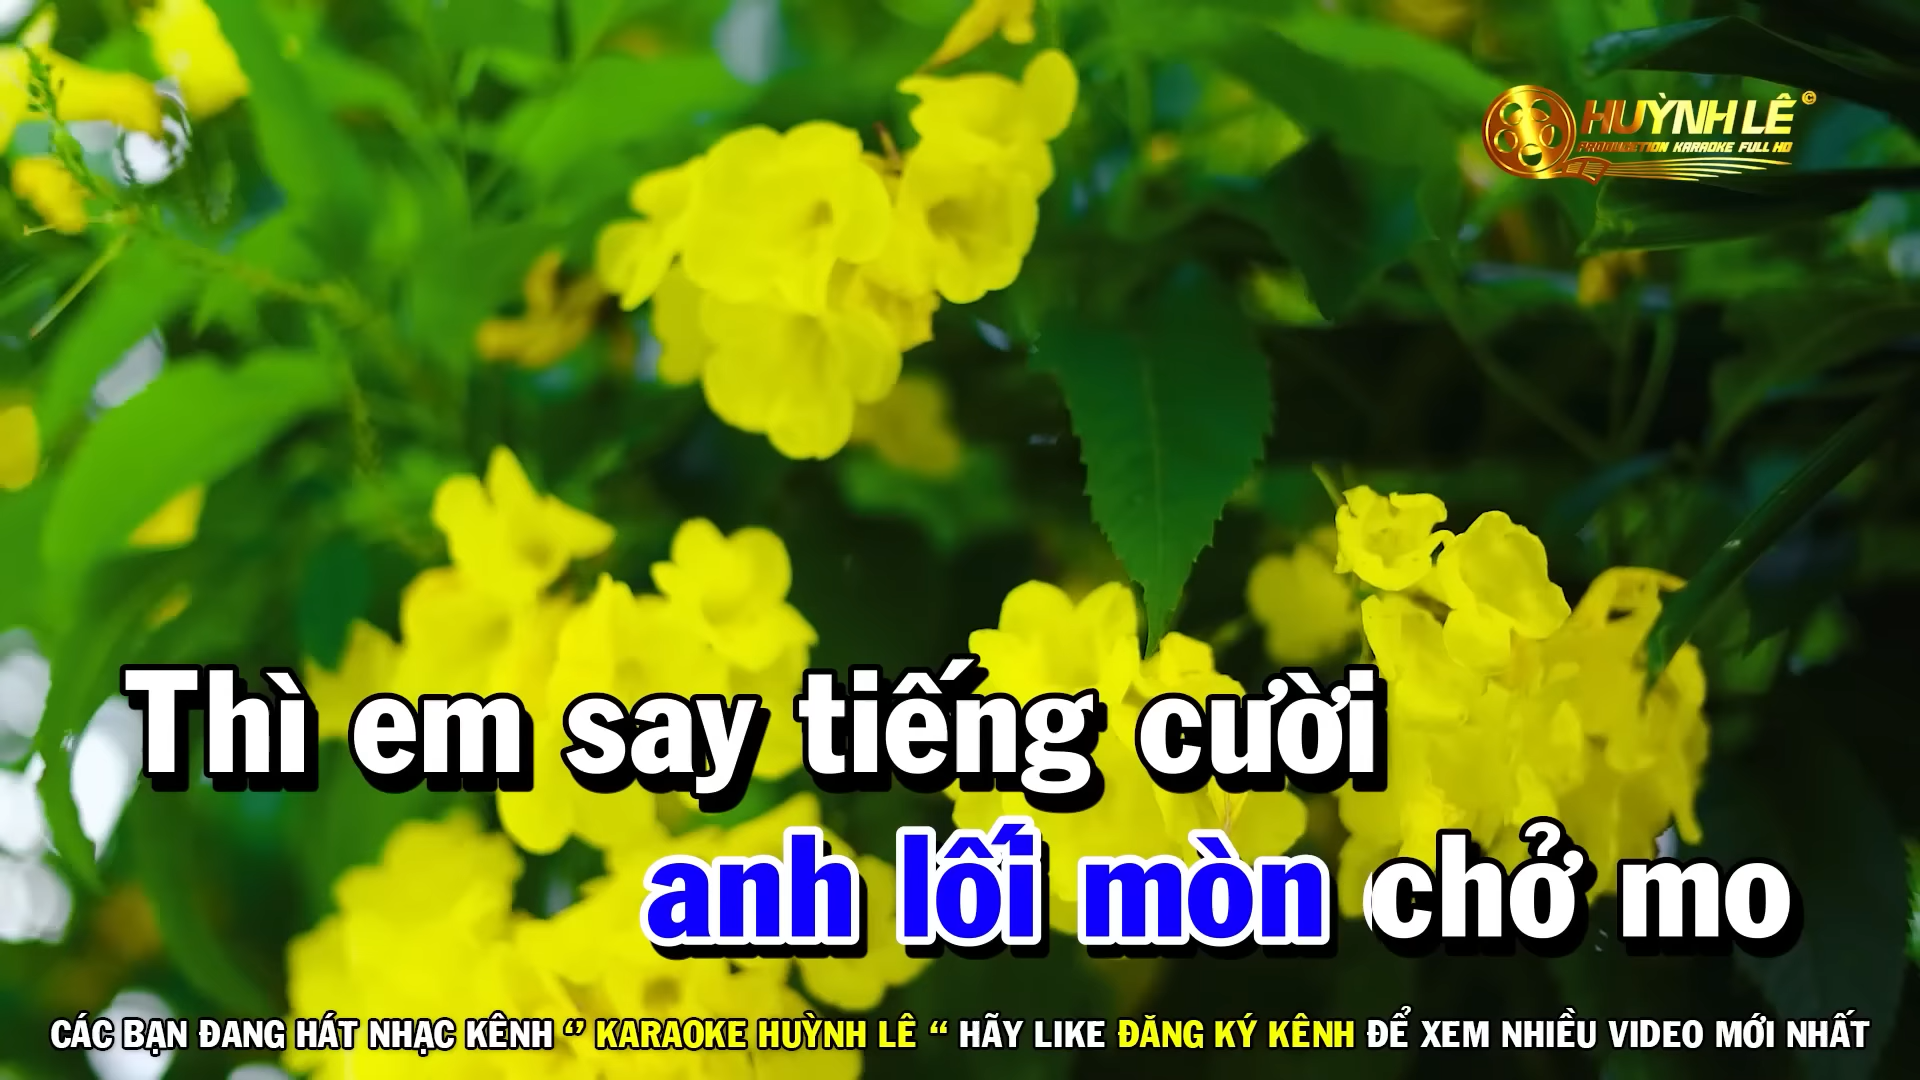 HUỲNH LÊ ©
PRODUCTION KARAOKE FULL HD
Thì em say tiếng cười
anh lối mòn chở mo
CÁC BẠN ĐANG HÁT NHẠC KÊNH ‘’ KARAOKE HUỲNH LÊ “ HÃY LIKE ĐĂNG KÝ KÊNH ĐỂ XEM NHIỀU VIDEO MỚI NHẤT